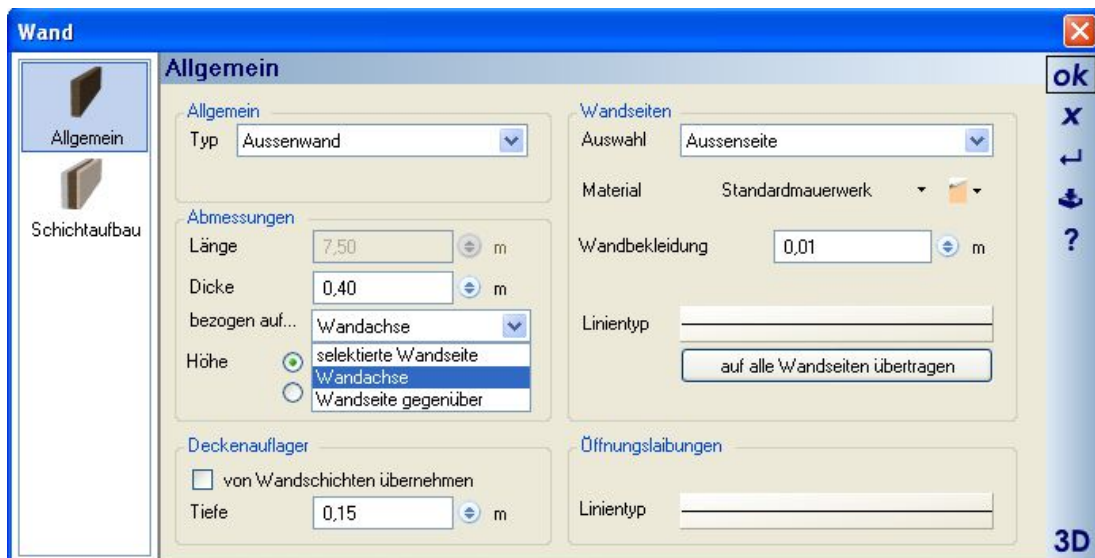 Wand
Allgemein
Schichtaufbau
Allgemein
Allgemein
Typ Aussenwand
Abmessungen
Länge 7,50 m
Dicke 0,40 m
bezogen auf... Wandachse
Höhe
selektierte Wandseite
Wandachse
Wandseite gegenüber
Deckenauflager
von Wandschichten übernehmen
Tiefe 0,15 m
Wandseiten
Auswahl Aussenseite
Material Standardmauerwerk
Wandbekleidung 0,01 m
Linientyp
auf alle Wandseiten übertragen
Öffnungslaibungen
Linientyp
ok
x
?
3D